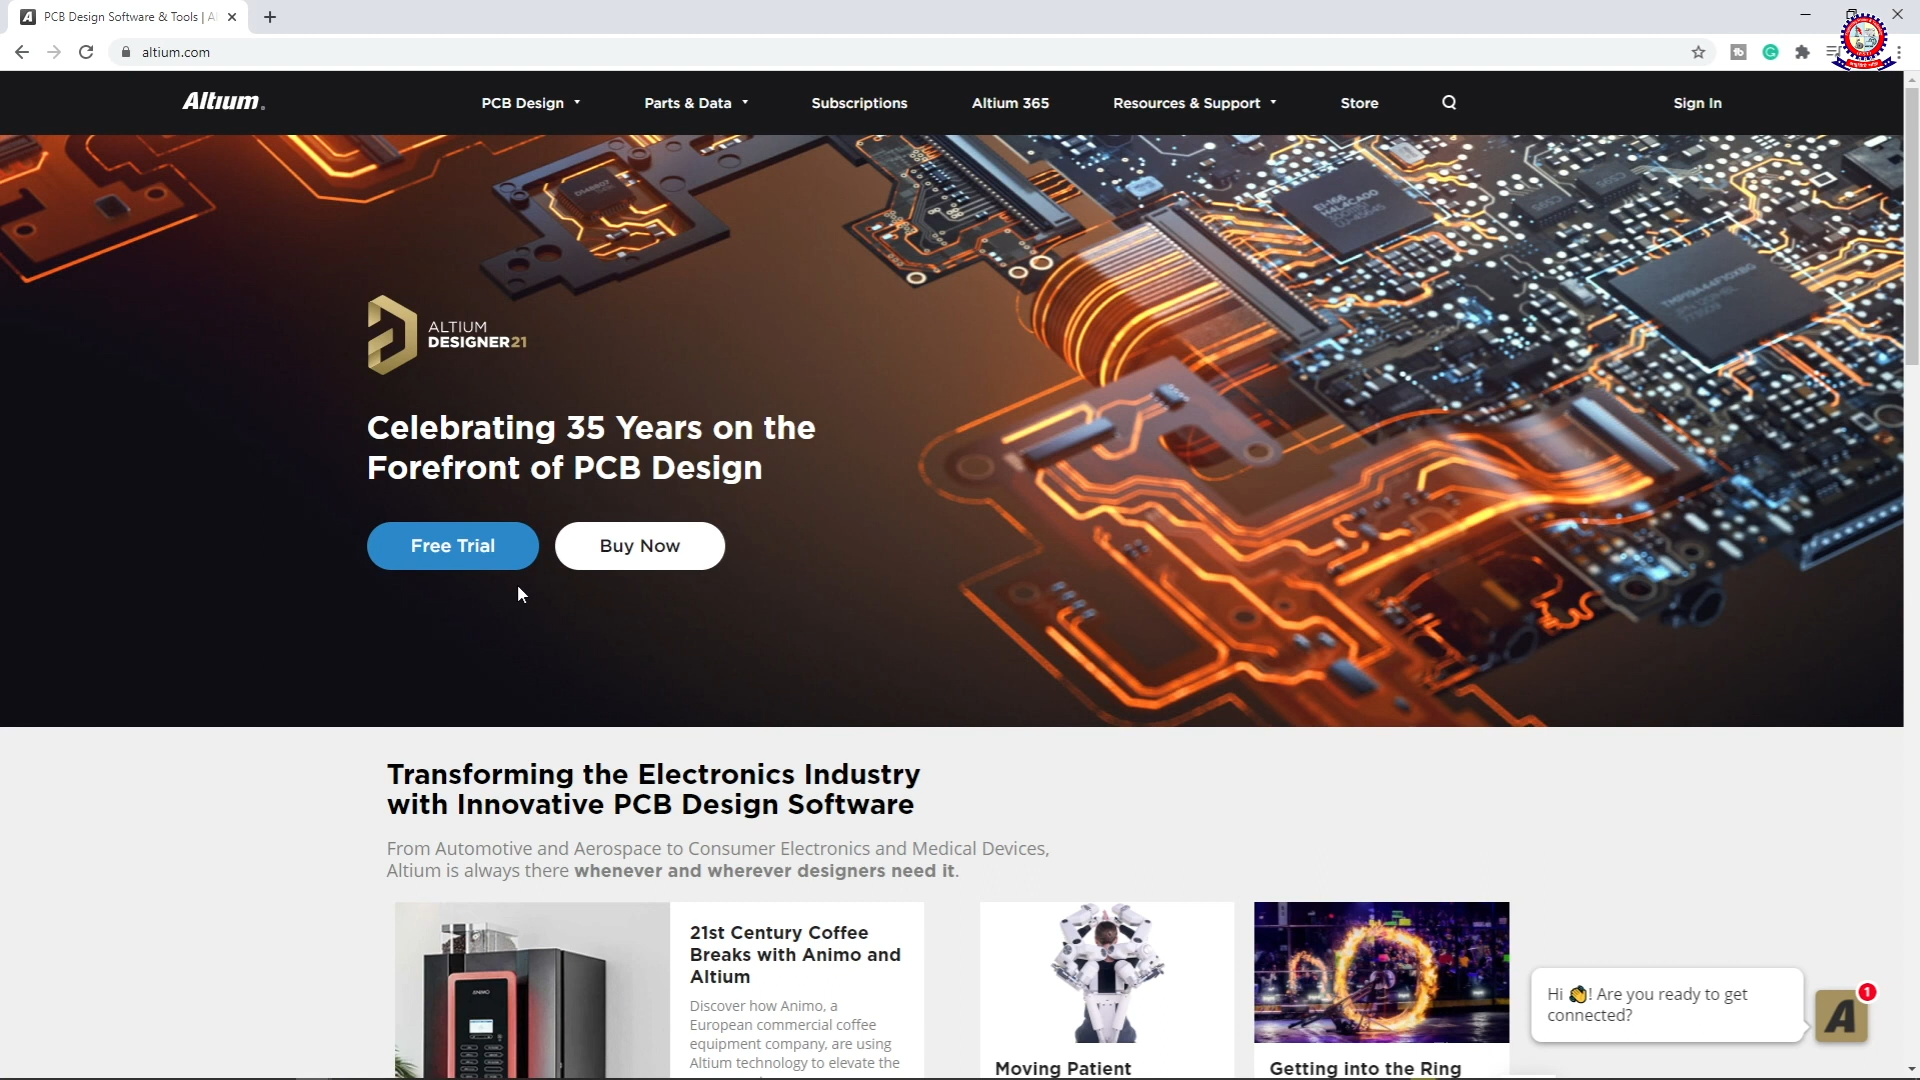 PCB Design Software & Tools | A
altium.com
Altium.
PCB Design
Parts & Data
Subscriptions
Altium 365
Resources & Support
Store
Sign In
ALTIUM
DESIGNER21
Celebrating 35 Years on the
Forefront of PCB Design
Free Trial
Buy Now
Transforming the Electronics Industry
with Innovative PCB Design Software
From Automotive and Aerospace to Consumer Electronics and Medical Devices,
Altium is always there whenever and wherever designers need it.
21st Century Coffee
Breaks with Animo and
Altium
Discover how Animo, a
European commercial coffee
equipment company, are using
Altium technology to elevate the
ANIMO
Moving Patient
Getting into the Ring
Hi 👏! Are you ready to get
connected?
1